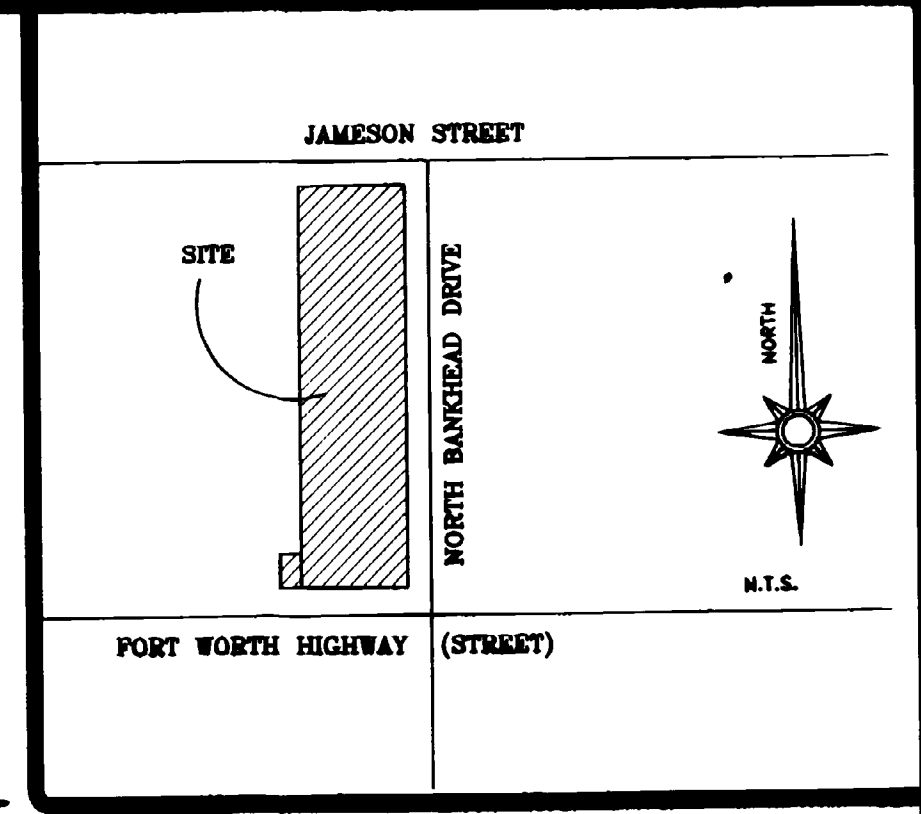 JAMESON STREET
SITE
NORTH BANKHEAD DRIVE
NORTH
N.T.S.
FORT WORTH HIGHWAY (STREET)